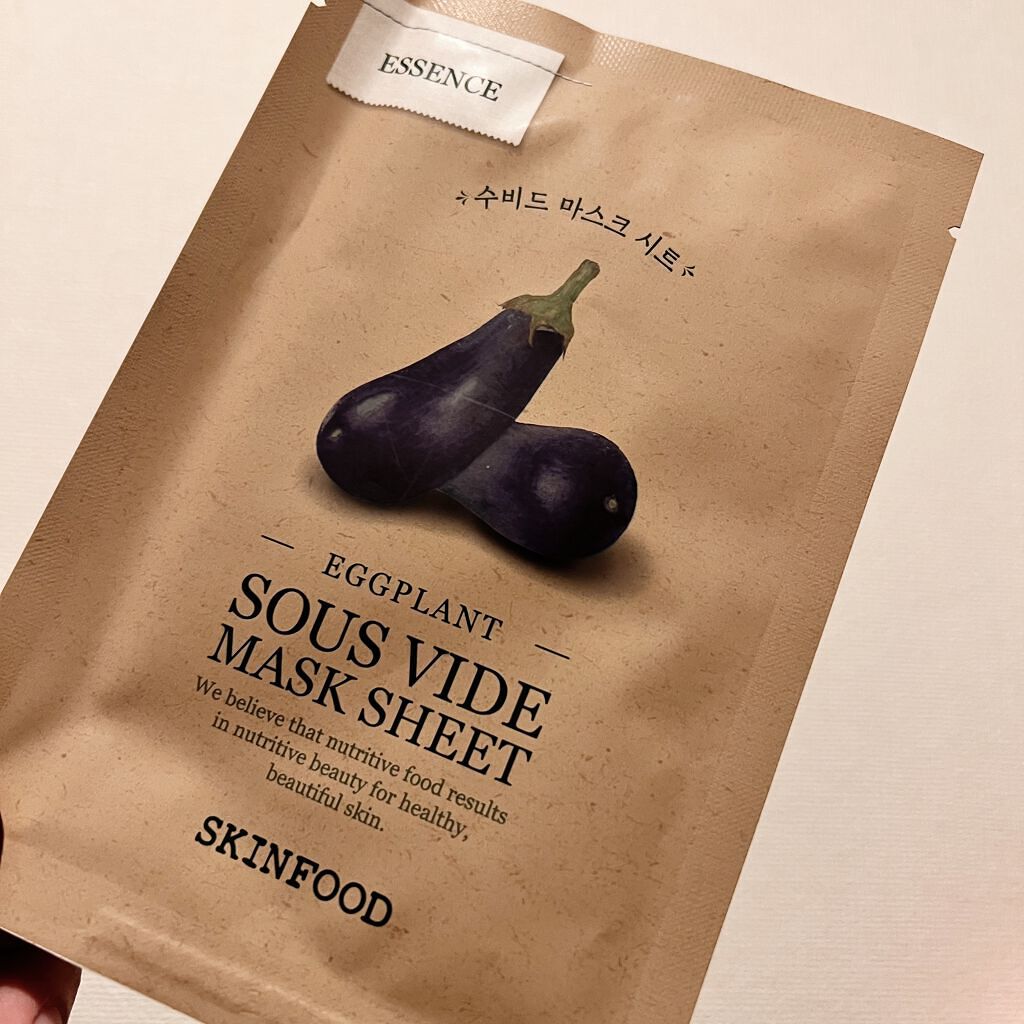 ESSENCE
수비드 마스크 시트
EGGPLANT
SOUS VIDE
MASK SHEET
We believe that nutritive food results
in nutritive beauty for healthy,
beautiful skin.
SKINFOOD